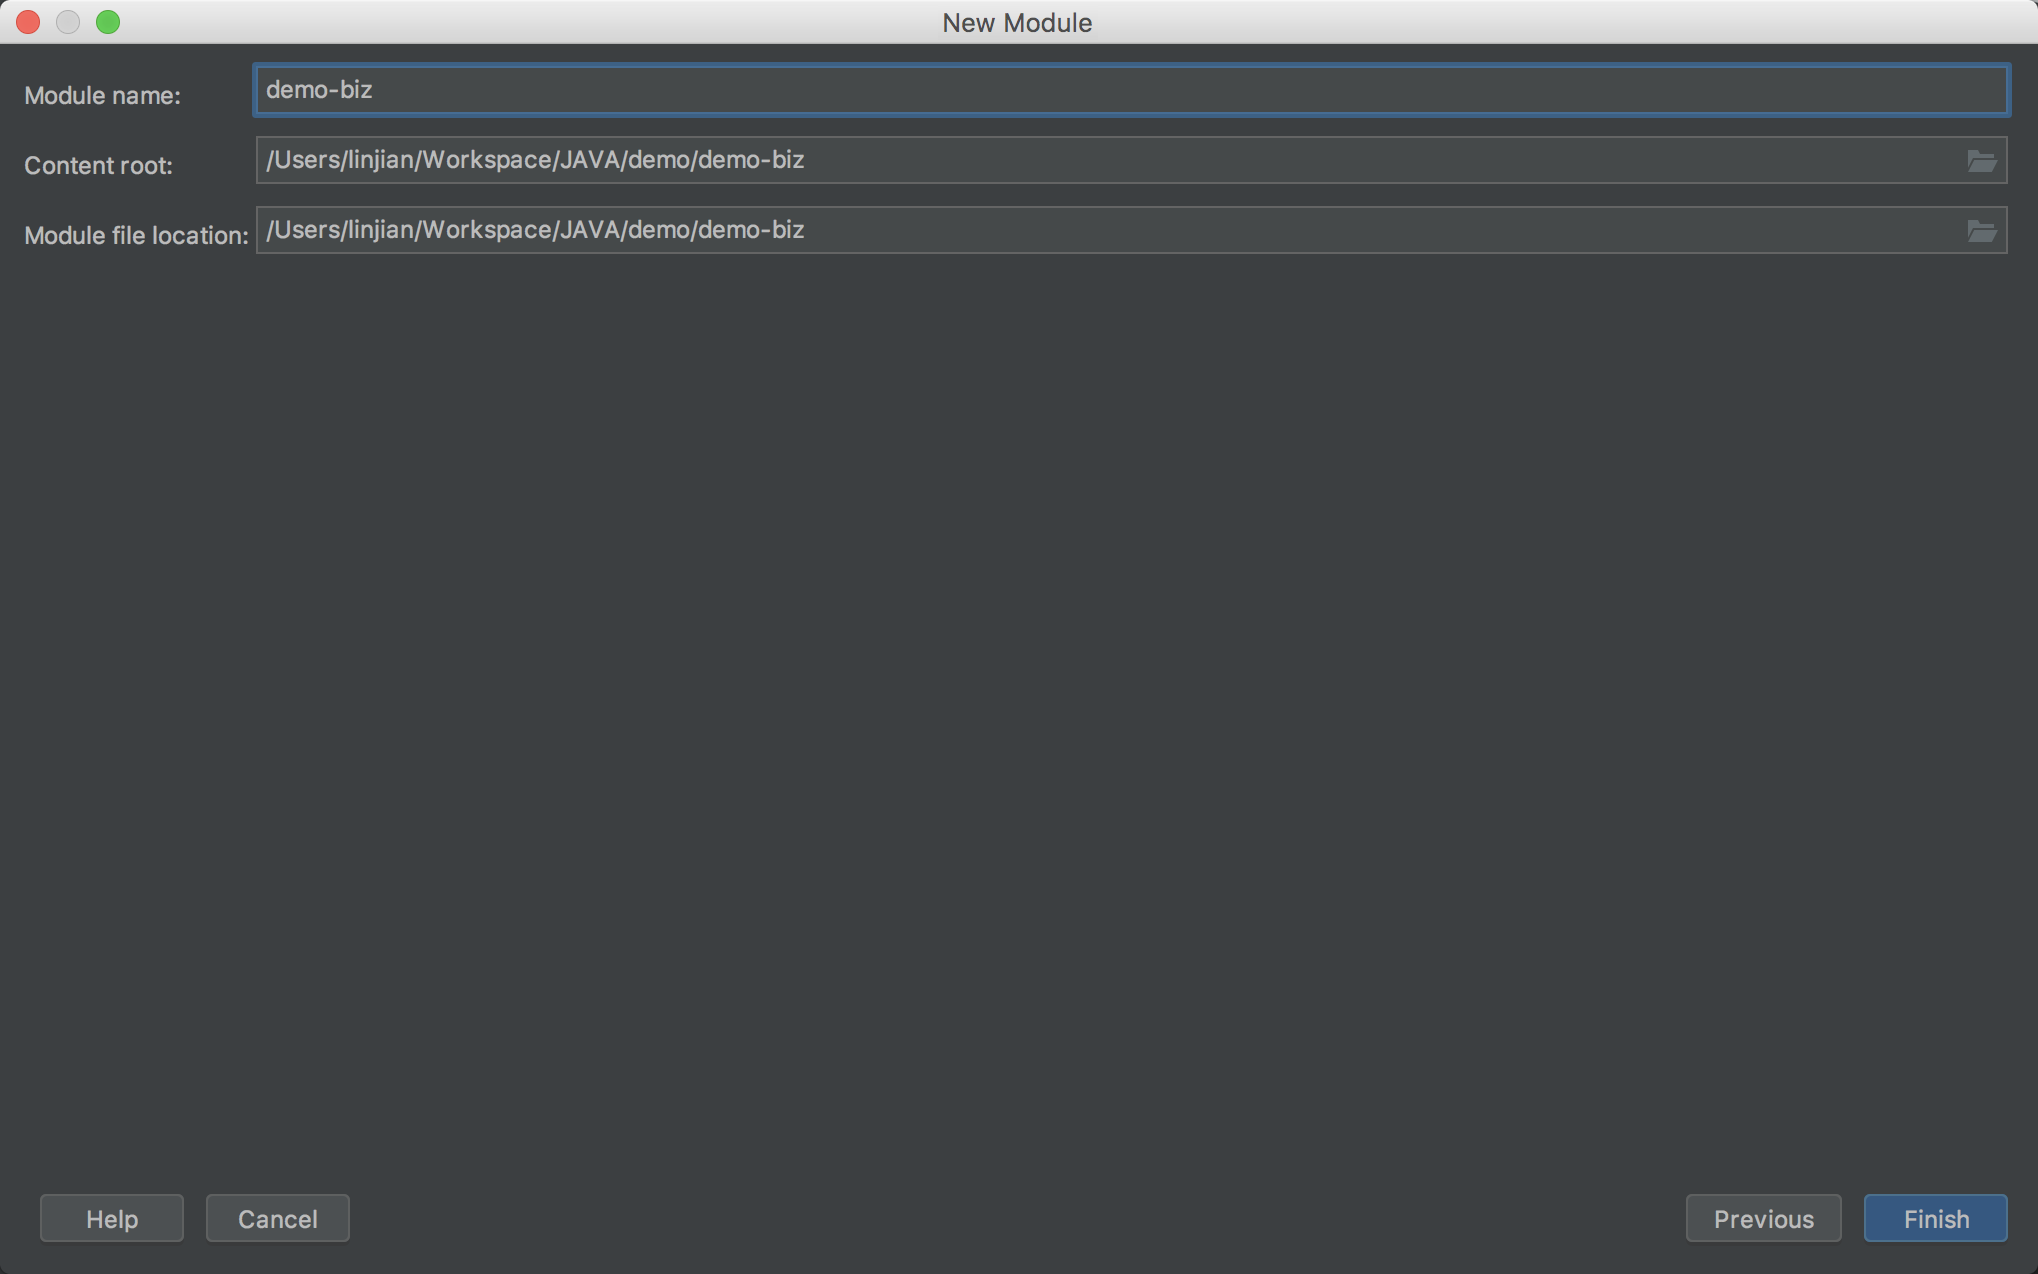 New Module
Module name: demo-biz
Content root: /Users/linjian/Workspace/JAVA/demo/demo-biz
Module file location: /Users/linjian/Workspace/JAVA/demo/demo-biz
Help Cancel Previous Finish